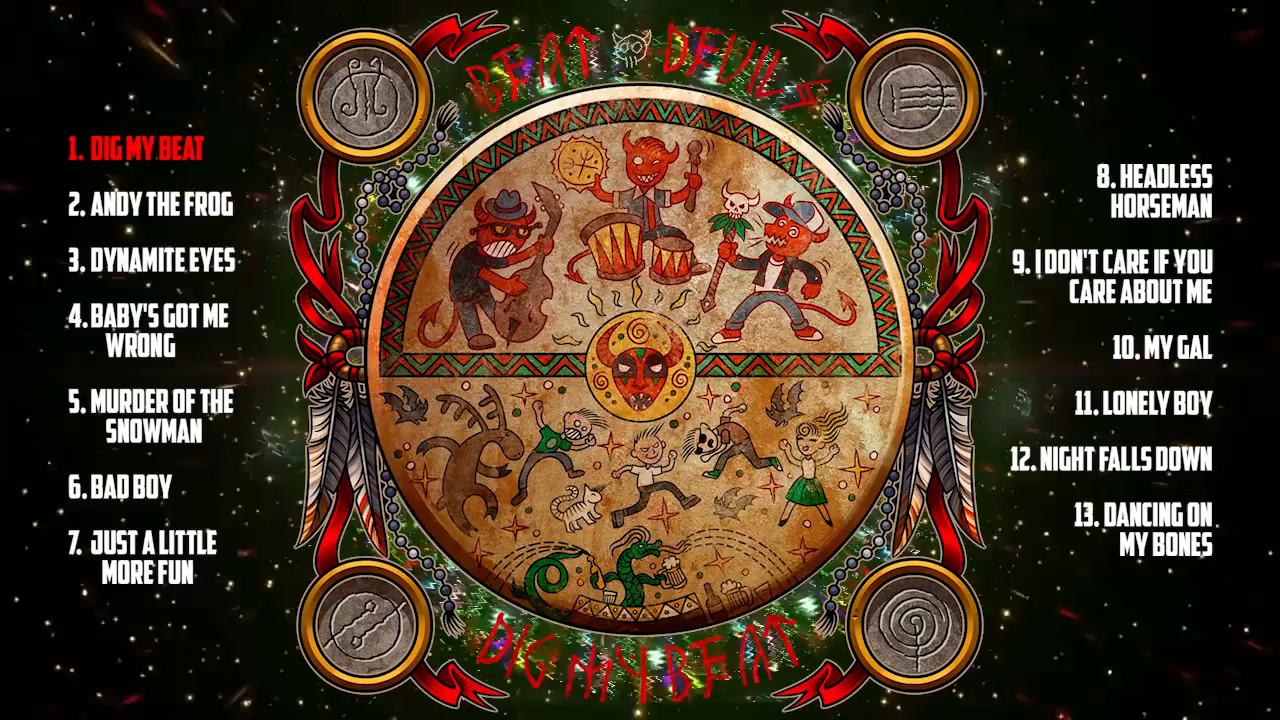 BEAT DEVILS
1. DIG MY BEAT
2. ANDY THE FROG
3. DYNAMITE EYES
4. BABY'S GOT ME
WRONG
5. MURDER OF THE
SNOWMAN
6. BAD BOY
7. JUST A LITTLE
MORE FUN
8. HEADLESS
HORSEMAN
9. I DON'T CARE IF YOU
CARE ABOUT ME
10. MY GAL
11. LONELY BOY
12. NIGHT FALLS DOWN
13. DANCING ON
MY BONES
DIG MY BEAT